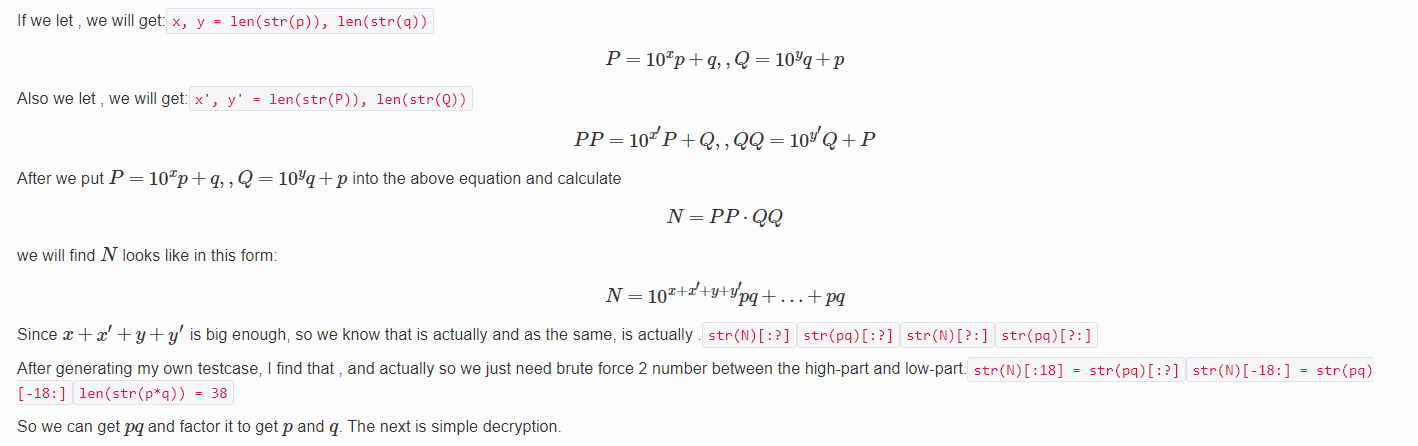 If we let , we will get: x, y = len(str(p)), len(str(q))
P = 10^x p + q, , Q = 10^y q + p
Also we let , we will get: x', y' = len(str(P)), len(str(Q))
PP = 10^{x'} P + Q, , QQ = 10^{y'} Q + P
After we put P = 10^x p + q, , Q = 10^y q + p into the above equation and calculate
N = PP · QQ
we will find N looks like in this form:
N = 10^{x+x'+y+y'} pq + . . . + pq
Since x + x' + y + y' is big enough, so we know that is actually and as the same, is actually . str(N)[:?] str(pq)[:?] str(N)[?:] str(pq)[?:]
After generating my own testcase, I find that , and actually so we just need brute force 2 number between the high-part and low-part. str(N)[:18] = str(pq)[:?] str(N)[-18:] = str(pq)
[-18:] len(str(p*q)) = 38
So we can get pq and factor it to get p and q. The next is simple decryption.